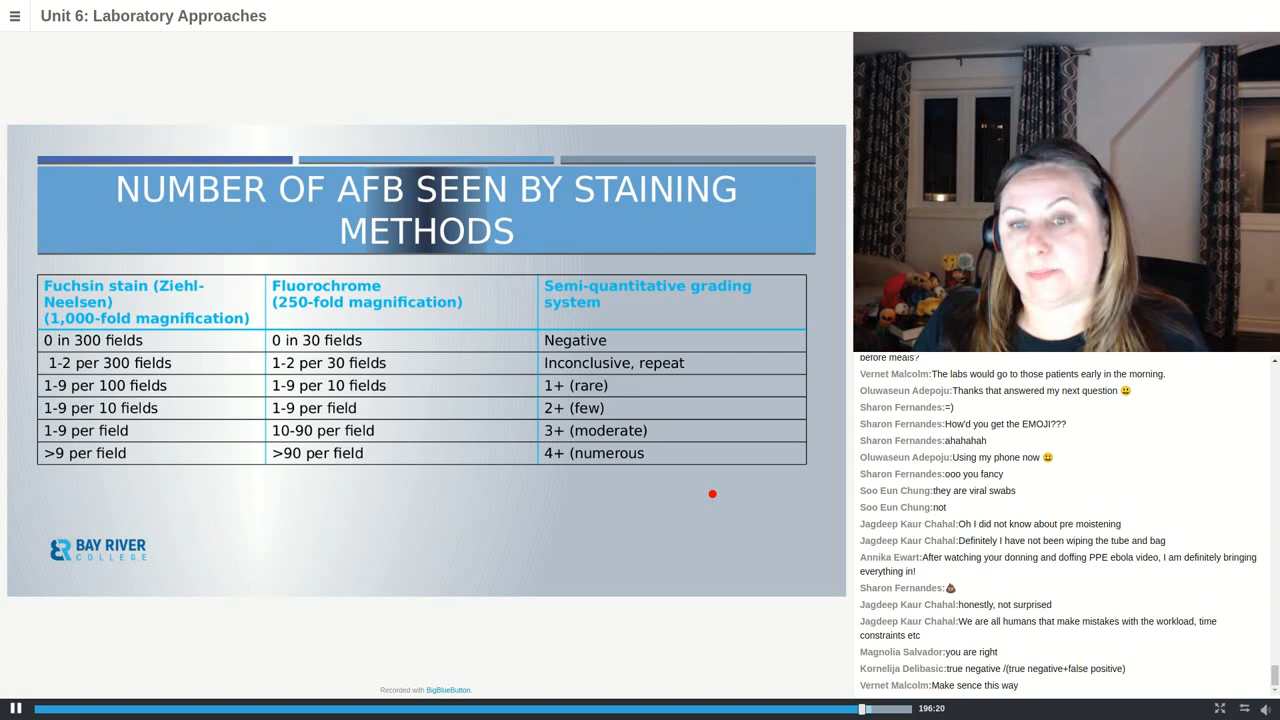 Unit 6: Laboratory Approaches
NUMBER OF AFB SEEN BY STAINING
METHODS
Fuchsin stain (Ziehl-
Neelsen)
(1,000-fold magnification)
Fluorochrome
(250-fold magnification)
Semi-quantitative grading
system
0 in 300 fields
0 in 30 fields
Negative
1-2 per 300 fields
1-2 per 30 fields
Inconclusive, repeat
1-9 per 100 fields
1-9 per 10 fields
1+ (rare)
1-9 per 10 fields
1-9 per field
2+ (few)
1-9 per field
10-90 per field
3+ (moderate)
>9 per field
>90 per field
4+ (numerous
BAY RIVER
COLLEGE
Recorded with BigBlueButton.
before meals?
Vernet Malcolm:The labs would go to those patients early in the morning.
Oluwaseun Adepoju:Thanks that answered my next question 😃
Sharon Fernandes:=)
Sharon Fernandes:How'd you get the EMOJI???
Sharon Fernandes:ahahahah
Oluwaseun Adepoju:Using my phone now 😃
Sharon Fernandes:ooo you fancy
Soo Eun Chung:they are viral swabs
Soo Eun Chung:not
Jagdeep Kaur Chahal:Oh I did not know about pre moistening
Jagdeep Kaur Chahal:Definitely I have not been wiping the tube and bag
Annika Ewart:After watching your donning and doffing PPE ebola video, I am definitely bringing
everything in!
Sharon Fernandes:💩
Jagdeep Kaur Chahal:honestly, not surprised
Jagdeep Kaur Chahal:We are all humans that make mistakes with the workload, time
constraints etc
Magnolia Salvador:you are right
Kornelija Delibasic:true negative /(true negative+false positive)
Vernet Malcolm:Make sence this way
196:20